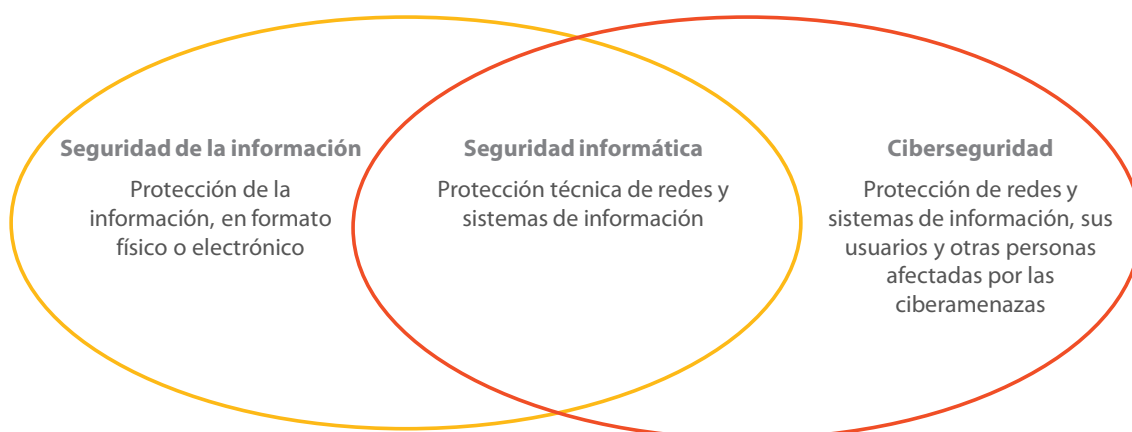 Seguridad de la información
Protección de la
información, en formato
físico o electrónico
Seguridad informática
Protección técnica de redes y
sistemas de información
Ciberseguridad
Protección de redes y
sistemas de información, sus
usuarios y otras personas
afectadas por las
ciberamenazas